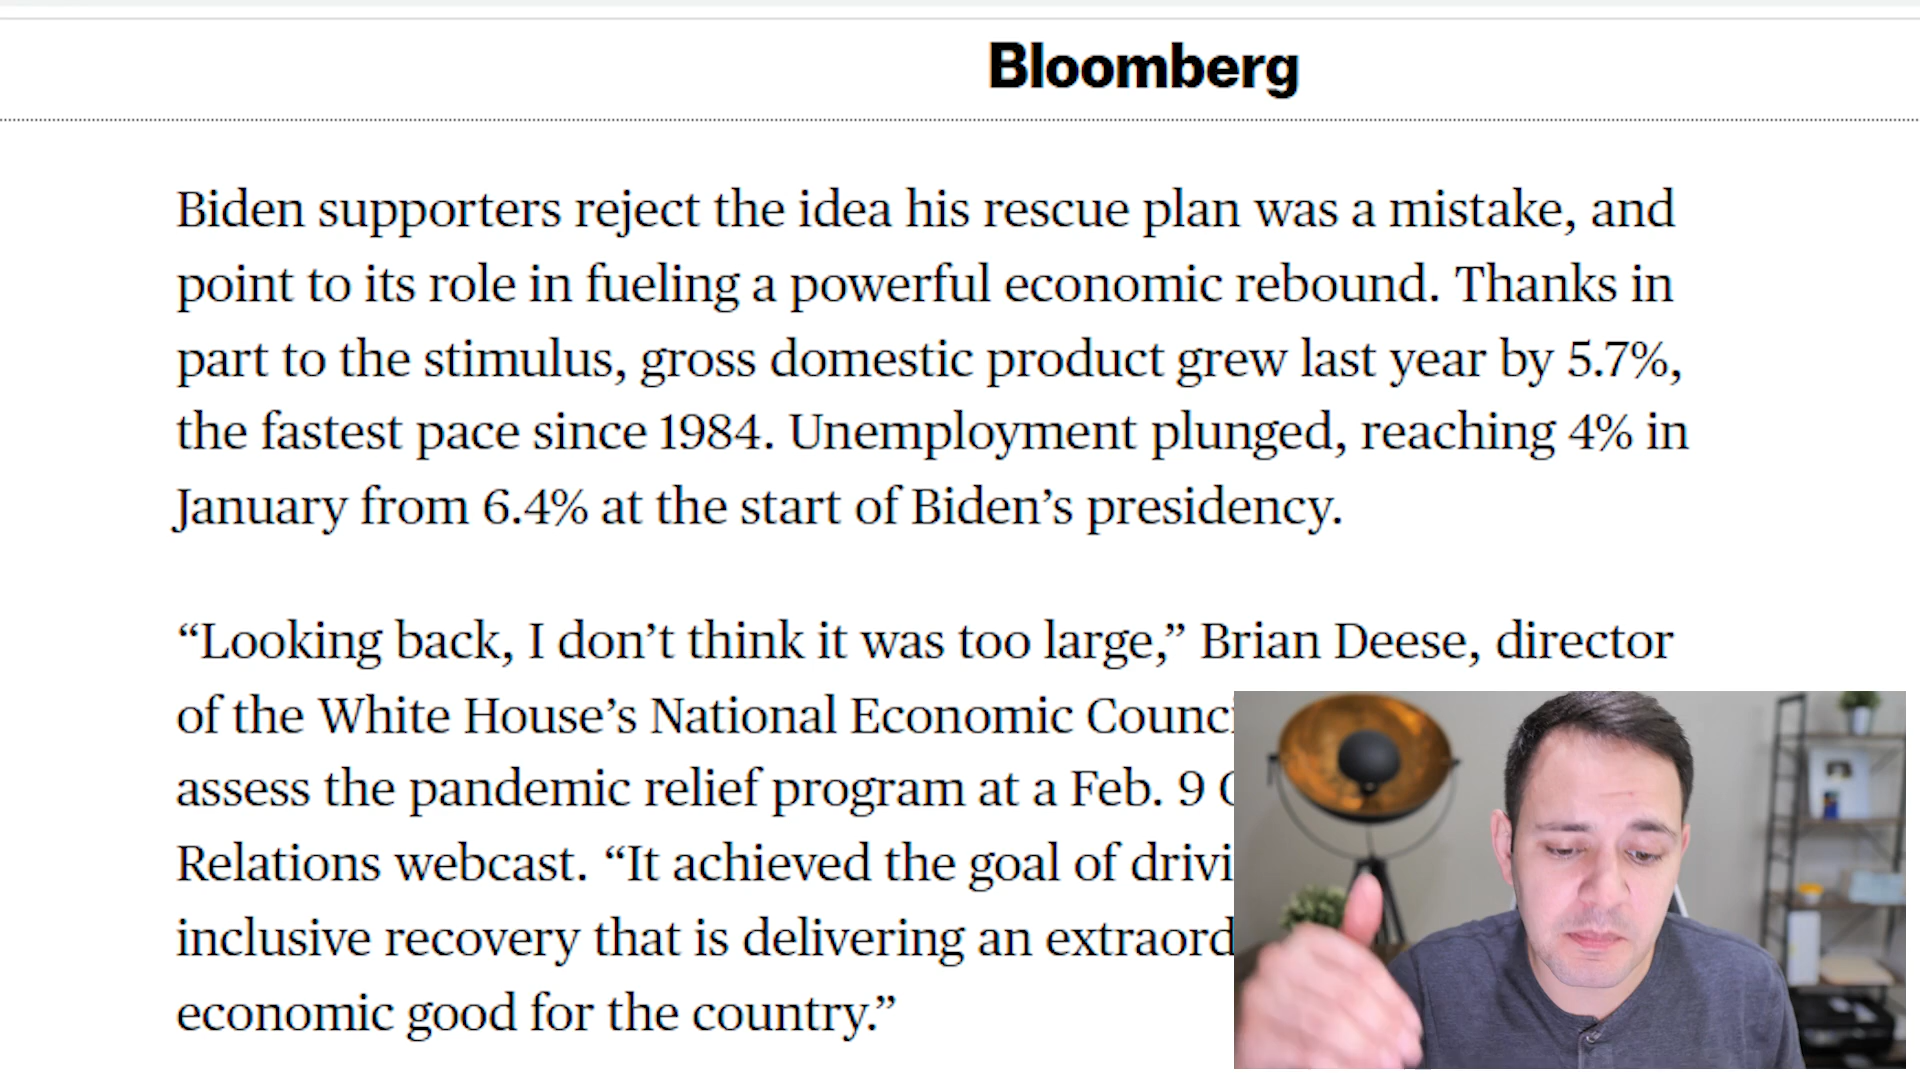 Bloomberg
Biden supporters reject the idea his rescue plan was a mistake, and
point to its role in fueling a powerful economic rebound. Thanks in
part to the stimulus, gross domestic product grew last year by 5.7%,
the fastest pace since 1984. Unemployment plunged, reaching 4% in
January from 6.4% at the start of Biden’s presidency.
“Looking back, I don’t think it was too large,” Brian Deese, director
of the White House’s National Economic
assess the pandemic relief program at a Feb. 9
Relations webcast. “It achieved the goal of
inclusive recovery that is delivering an
economic good for the country.”